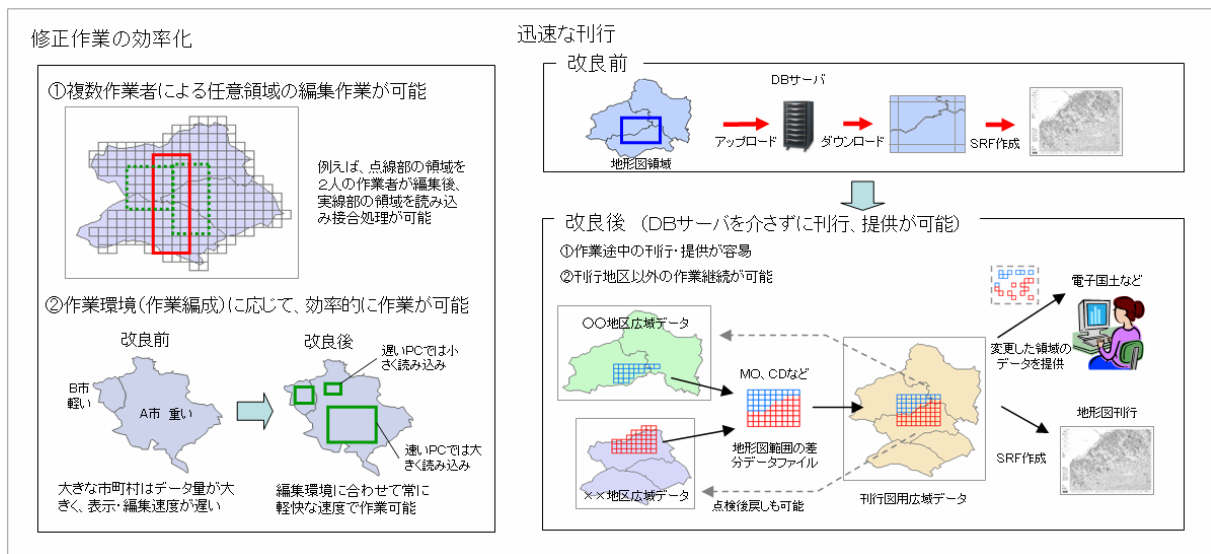 修正作業の効率化
①複数作業者による任意領域の編集作業が可能
例えば、点線部の領域を
2人の作業者が編集後、
実線部の領域を読み込
み接合処理が可能
②作業環境(作業編成)に応じて、効率的に作業が可能
改良前
B市
軽い
A市 重い
大きな市町村はデータ量が大
きく、表示・編集速度が遅い
改良後
遅いPCでは小
さく読み込み
速いPCでは大
きく読み込み
編集環境に合わせて常に
軽快な速度で作業可能
迅速な刊行
改良前
地形図領域
アップロード
DBサーバ
ダウンロード
SRF作成
改良後 (DBサーバを介さずに刊行、提供が可能)
①作業途中の刊行・提供が容易
②刊行地区以外の作業継続が可能
〇〇地区広域データ
××地区広域データ
MO、CDなど
地形図範囲の差
分データファイル
点検後戻しも可能
刊行図用広域データ
電子国土など
変更した領域の
データを提供
地形図刊行
SRF作成